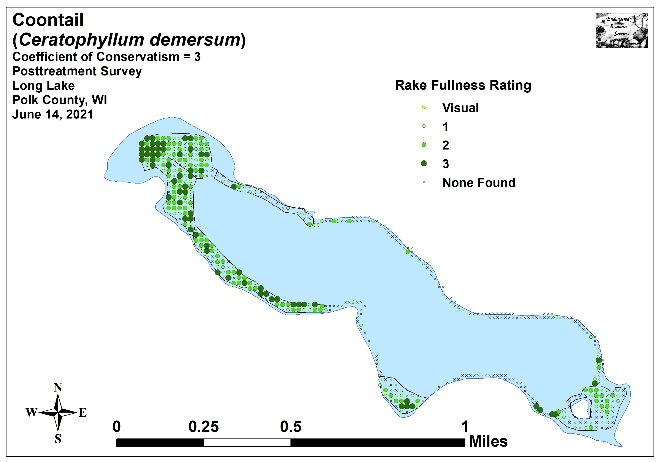 Coontail
(Ceratophyllum demersum)
Coefficient of Conservatism = 3
Posttreatment Survey
Long Lake
Polk County, WI
June 14, 2021
Rake Fullness Rating
Visual
1
2
3
None Found
N
W E
S
0 0.25 0.5 1
Miles